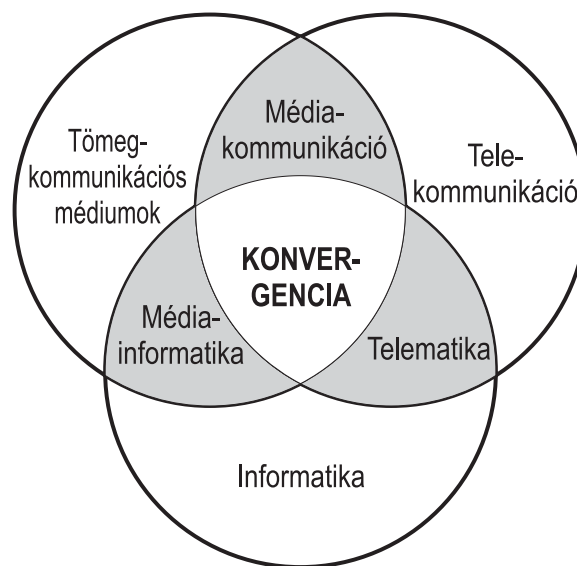 Média-
kommunikáció
Tömeg-
kommunikációs
médiumok
Tele-
kommunikáció
KONVER-
GENCIA
Média-
informatika
Telematika
Informatika